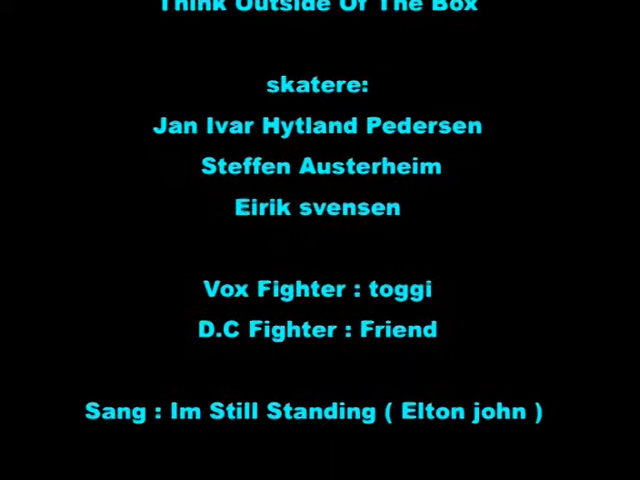 Think Outside Of The Box
skatere:
Jan Ivar Hytland Pedersen
Steffen Austerheim
Eirik svensen
Vox Fighter : toggi
D.C Fighter : Friend
Sang : Im Still Standing ( Elton john )